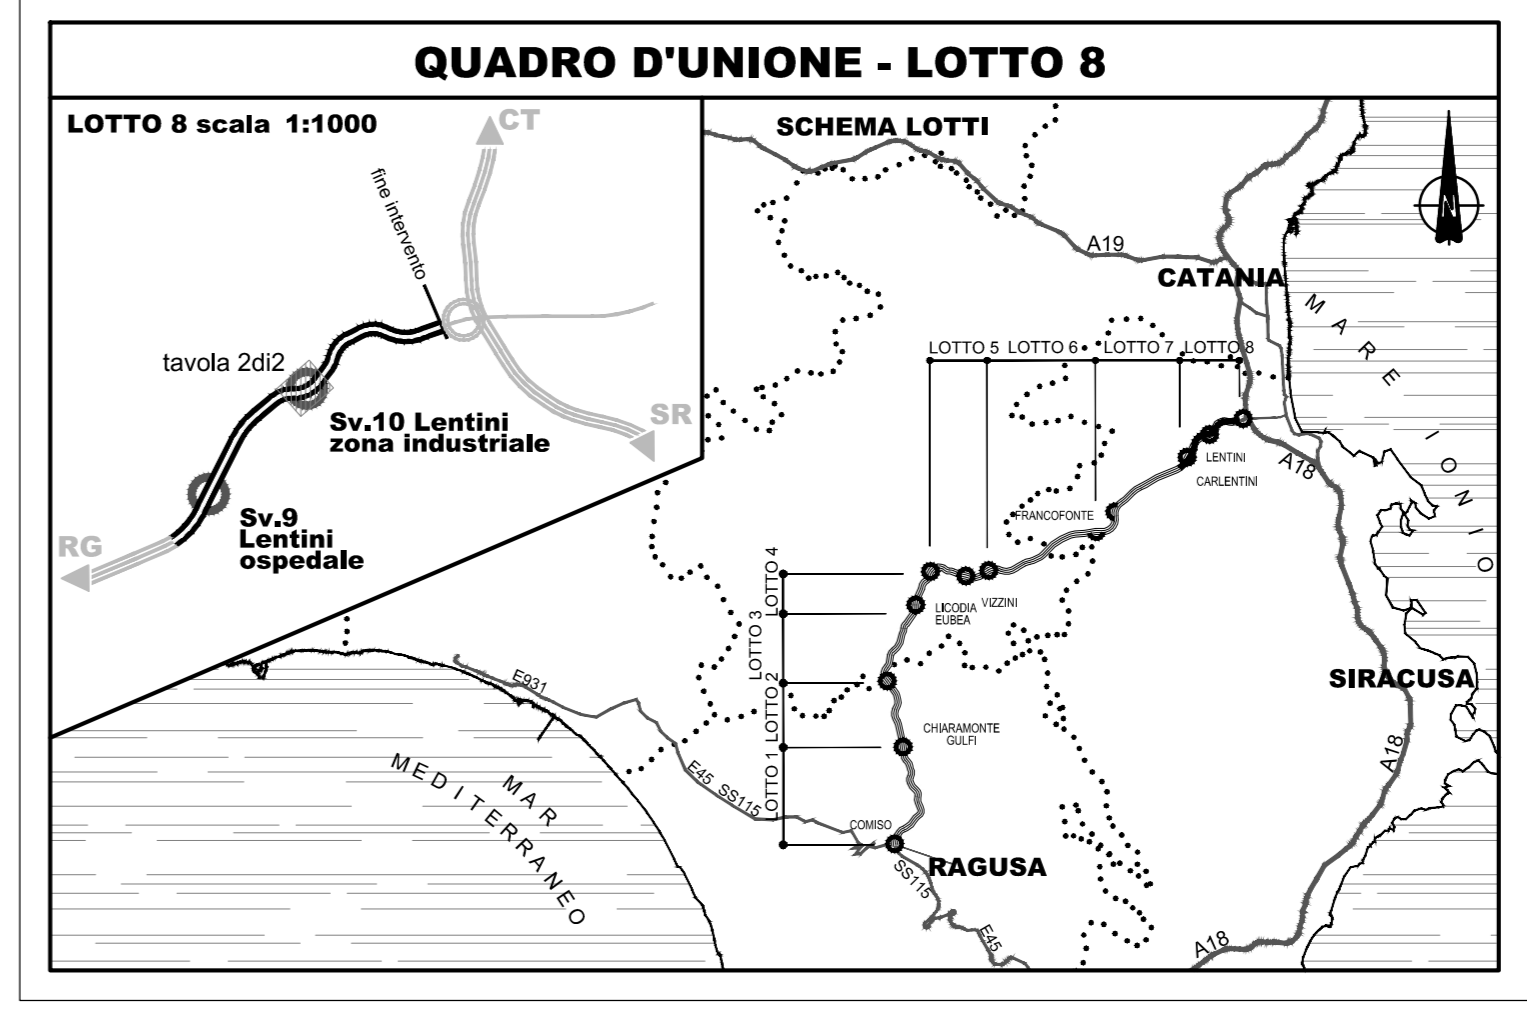 QUADRO D'UNIONE - LOTTO 8
LOTTO 8 scala 1:1000
CT
fine intervento
tavola 2di2
Sv.10 Lentini
zona industriale
SR
Sv.9
Lentini
ospedale
RG
SCHEMA LOTTI
N
A19
CATANIA
MARE IONIO
LOTTO 5
LOTTO 6
LOTTO 7
LOTTO 8
LENTINI
CARLENTINI
A18
FRANCOFONTE
LOTTO 4
LOTTO 3
LOTTO 2
LOTTO 1
LICODIA
EUBEA
VIZZINI
SIRACUSA
E931
CHIARAMONTE
GULFI
A18
MAR
MEDITERRANEO
E45
SS115
COMISO
RAGUSA
SS115
E45
A18